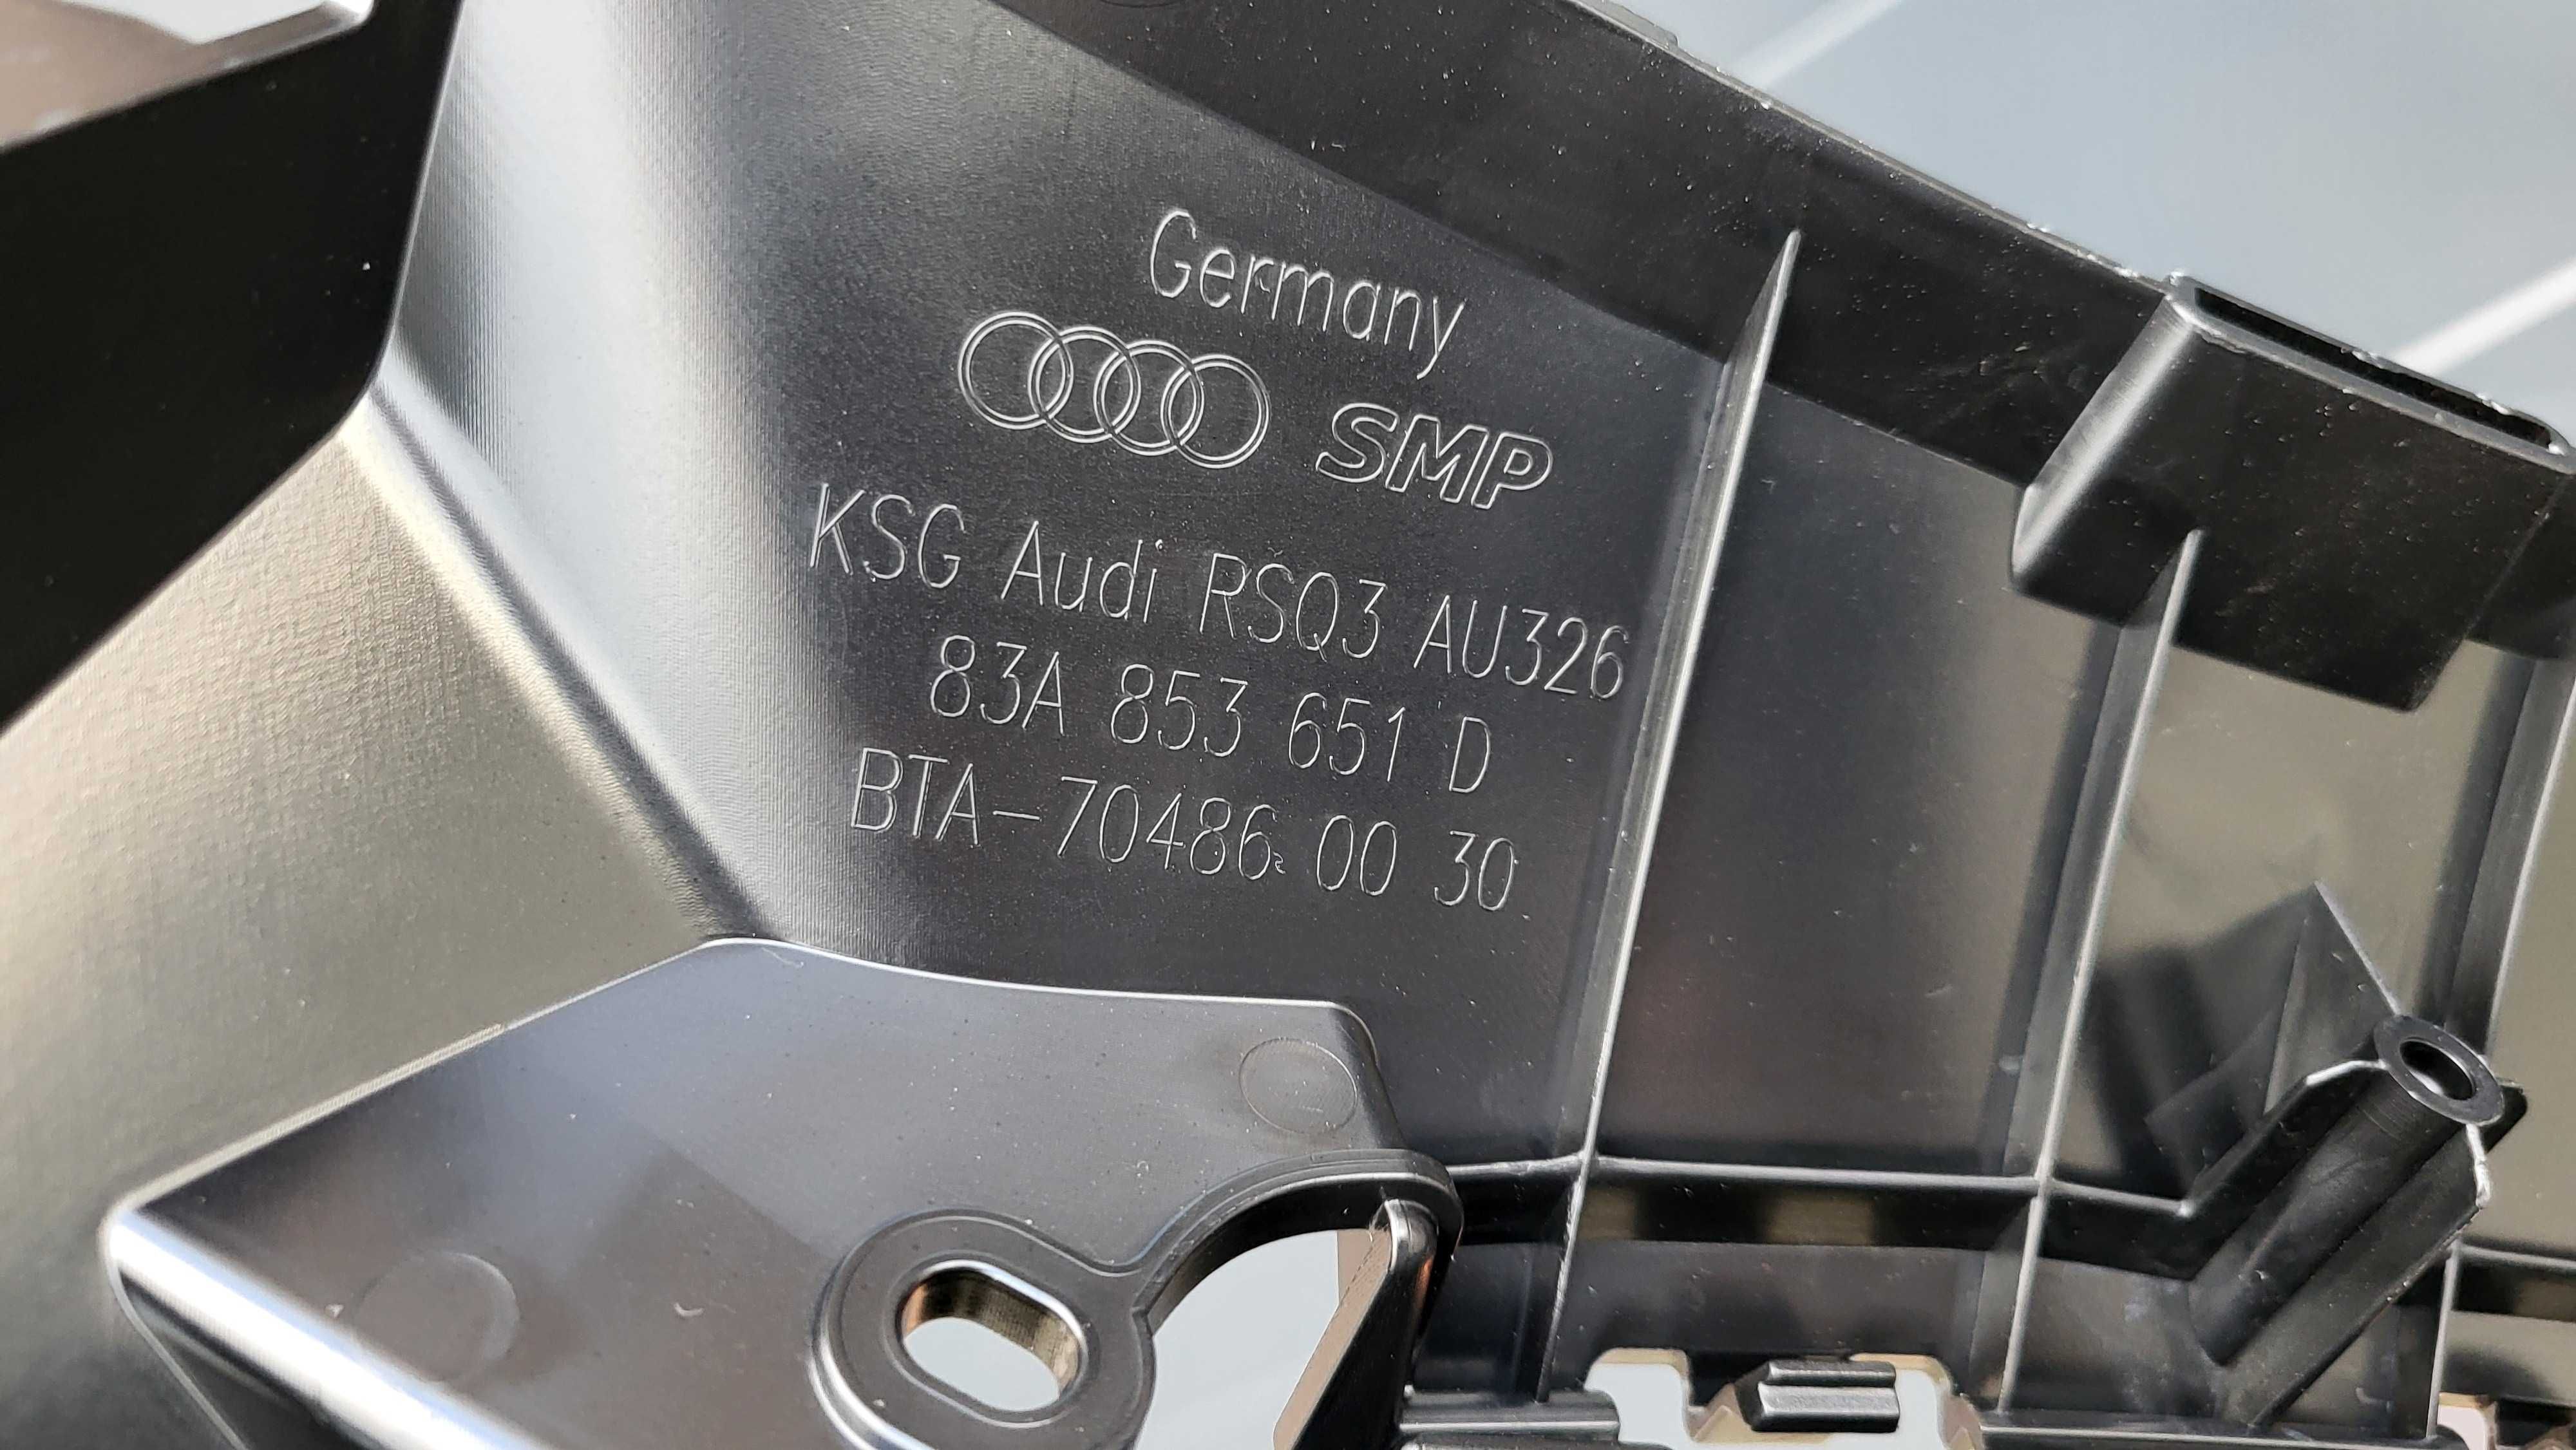 Germany
SMP
KSG Audi RSQ3 AU326
83A 853 651 D
BTA-70486 00 30